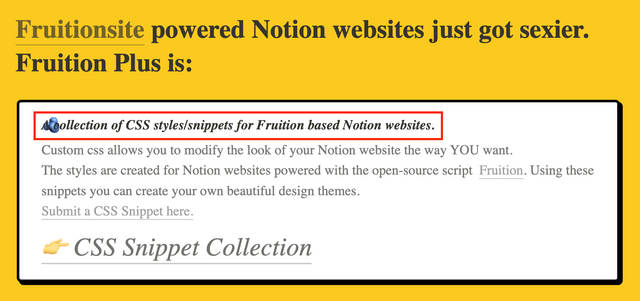 Fruitionsite powered Notion websites just got sexier.
Fruition Plus is:
A collection of CSS styles/snippets for Fruition based Notion websites.
Custom css allows you to modify the look of your Notion website the way YOU want.
The styles are created for Notion websites powered with the open-source script Fruition. Using these
snippets you can create your own beautiful design themes.
Submit a CSS Snippet here.
CSS Snippet Collection